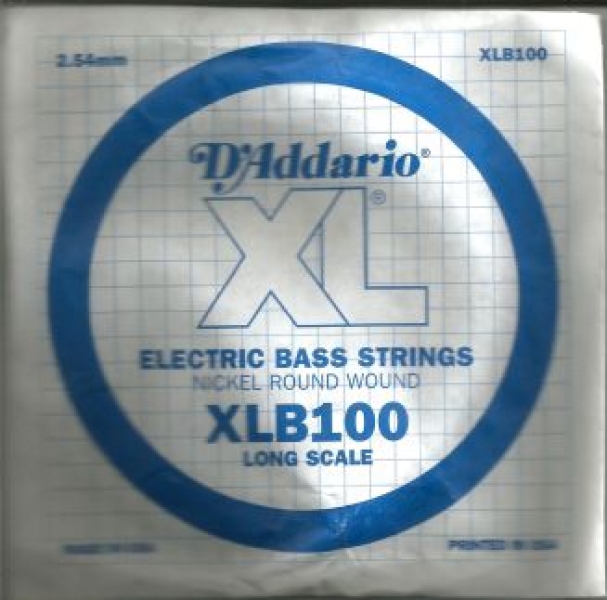 2.54mm XLB100
D'Addario®
XL®
ELECTRIC BASS STRINGS
NICKEL ROUND WOUND
XLB100
LONG SCALE
MADE IN USA PRINTED IN USA